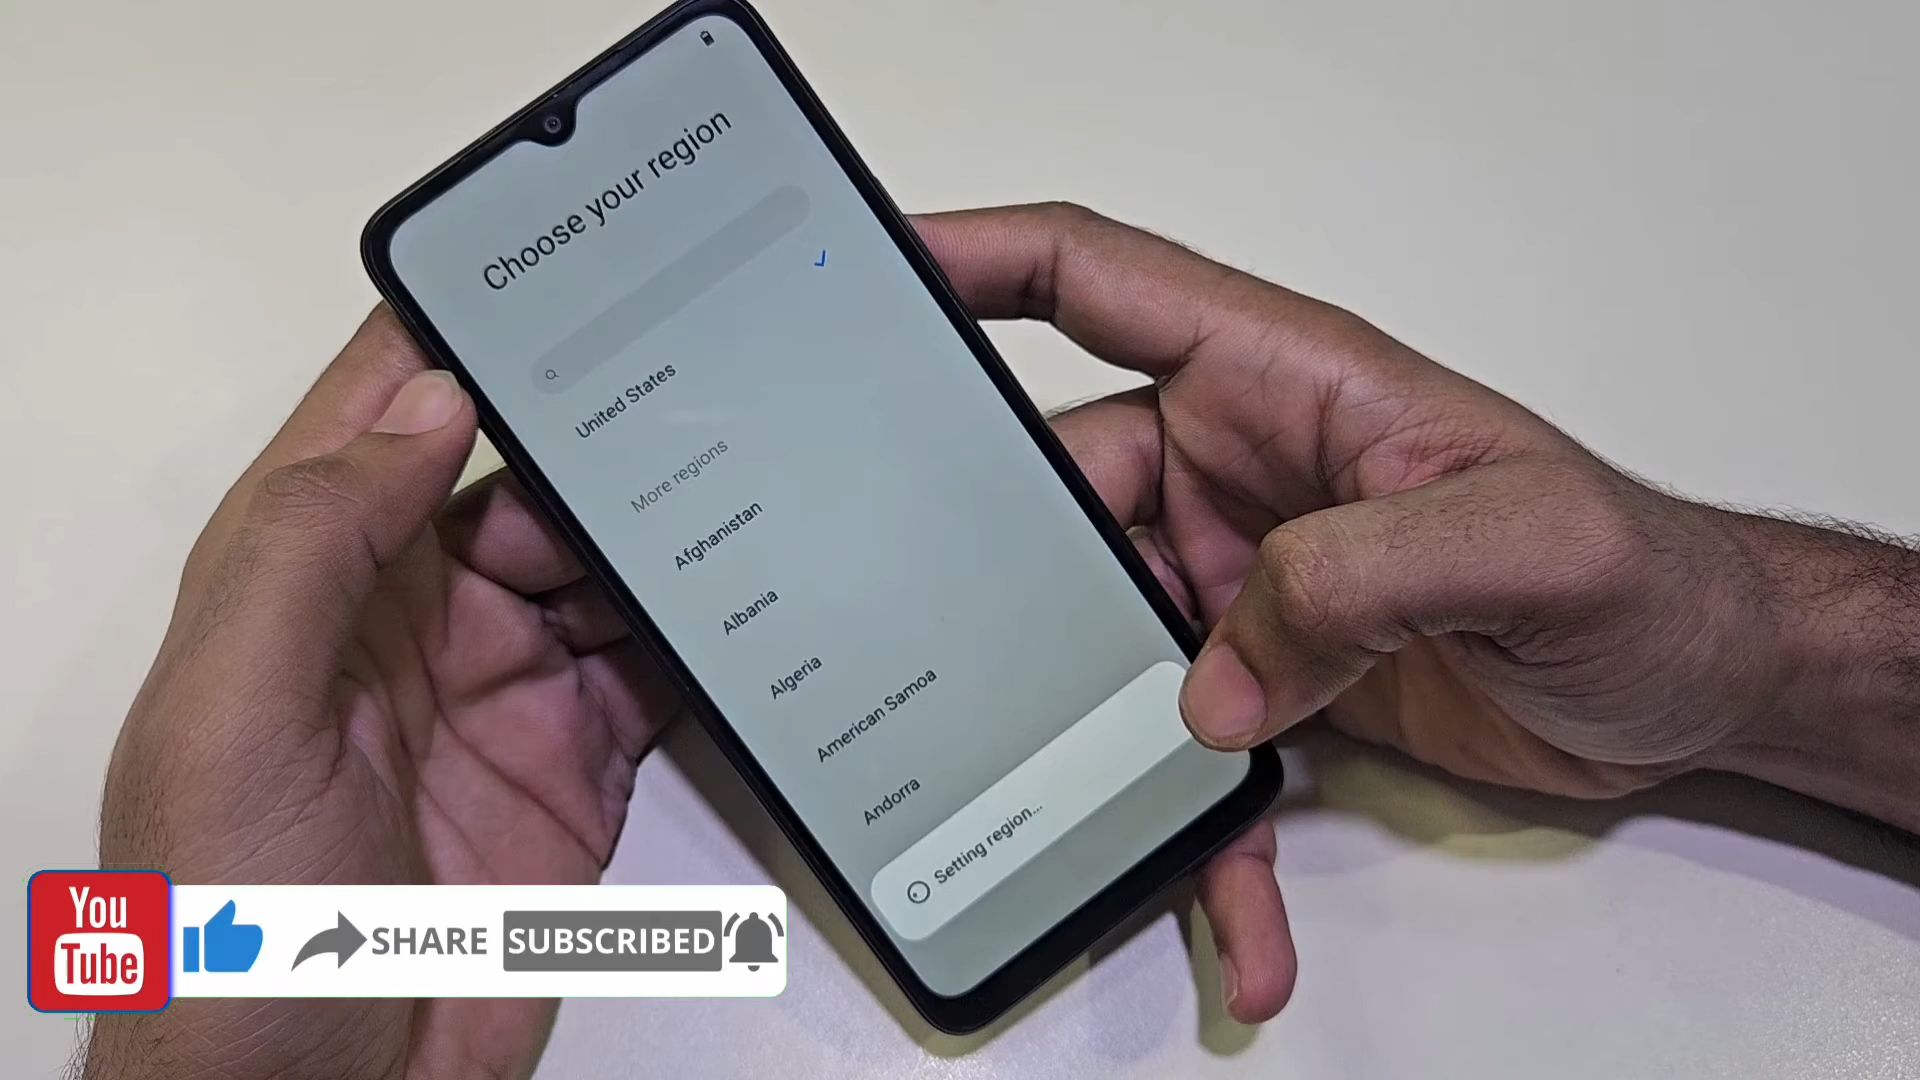 Choose your region
United States
More regions
Afghanistan
Albania
Algeria
American Samoa
Andorra
Setting region...
You
Tube
SHARE
SUBSCRIBED